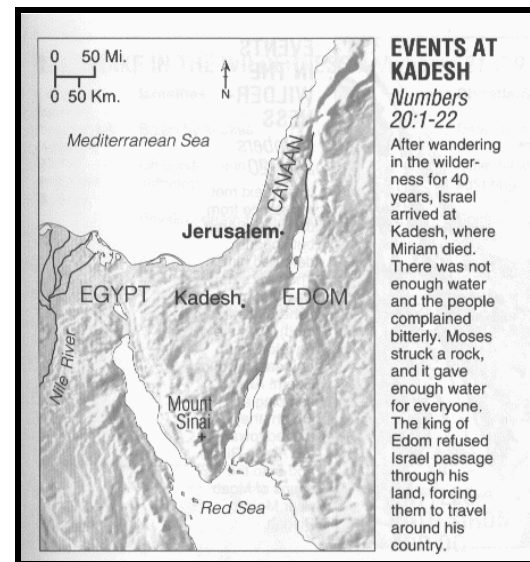 0 50 Mi.
0 50 Km.
N
Mediterranean Sea
CANAAN
Jerusalem
EGYPT
Kadesh
EDOM
Nile River
Mount
Sinai
Red Sea
EVENTS AT
KADESH
Numbers
20:1-22
After wandering
in the wilder-
ness for 40
years, Israel
arrived at
Kadesh, where
Miriam died.
There was not
enough water
and the people
complained
bitterly. Moses
struck a rock,
and it gave
enough water
for everyone.
The king of
Edom refused
Israel passage
through his
land, forcing
them to travel
around his
country.